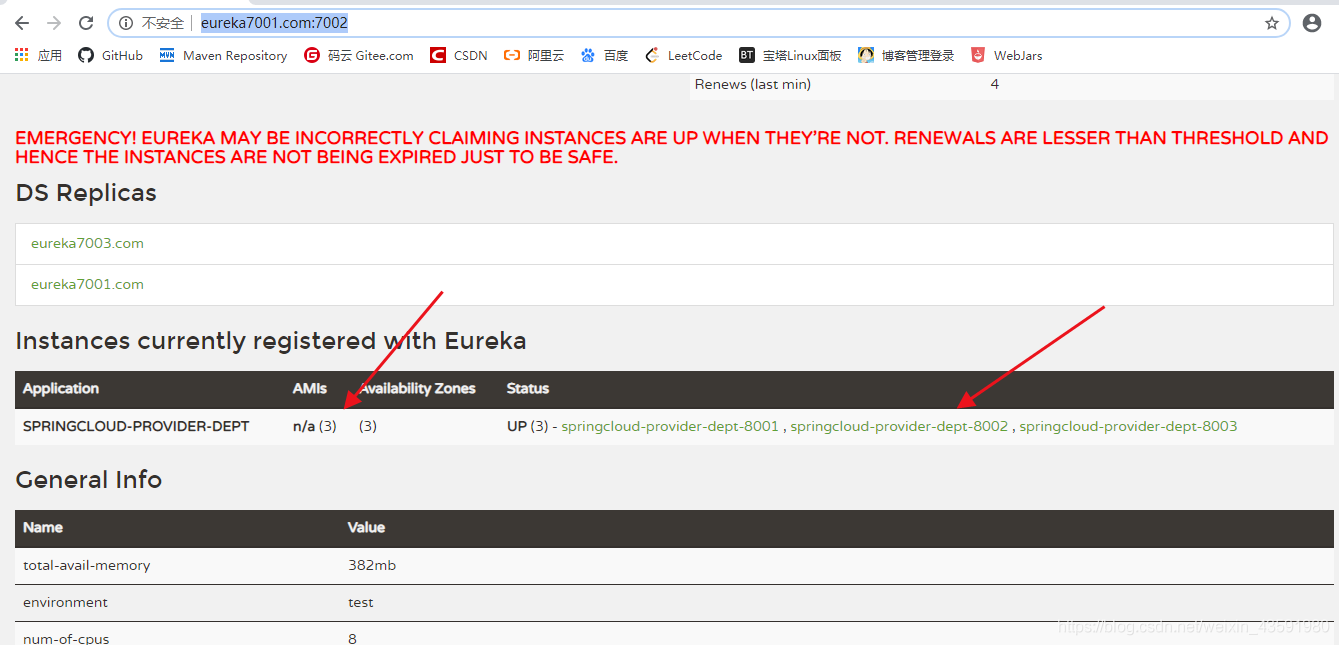 不安全 eureka7001.com:7002
应用 GitHub MVN Maven Repository G 码云 Gitee.com C CSDN 阿里云 百度 LeetCode BT 宝塔Linux面板 博客管理登录 WebJars
Renews (last min) 4
EMERGENCY! EUREKA MAY BE INCORRECTLY CLAIMING INSTANCES ARE UP WHEN THEY'RE NOT. RENEWALS ARE LESSER THAN THRESHOLD AND
HENCE THE INSTANCES ARE NOT BEING EXPIRED JUST TO BE SAFE.
DS Replicas
eureka7003.com
eureka7001.com
Instances currently registered with Eureka
Application AMIs Availability Zones Status
SPRINGCLOUD-PROVIDER-DEPT n/a (3) (3) UP (3) - springcloud-provider-dept-8001 , springcloud-provider-dept-8002 , springcloud-provider-dept-8003
General Info
Name Value
total-avail-memory 382mb
environment test
num-of-cpus 8
https://blog.csdn.net/weixin_43591980